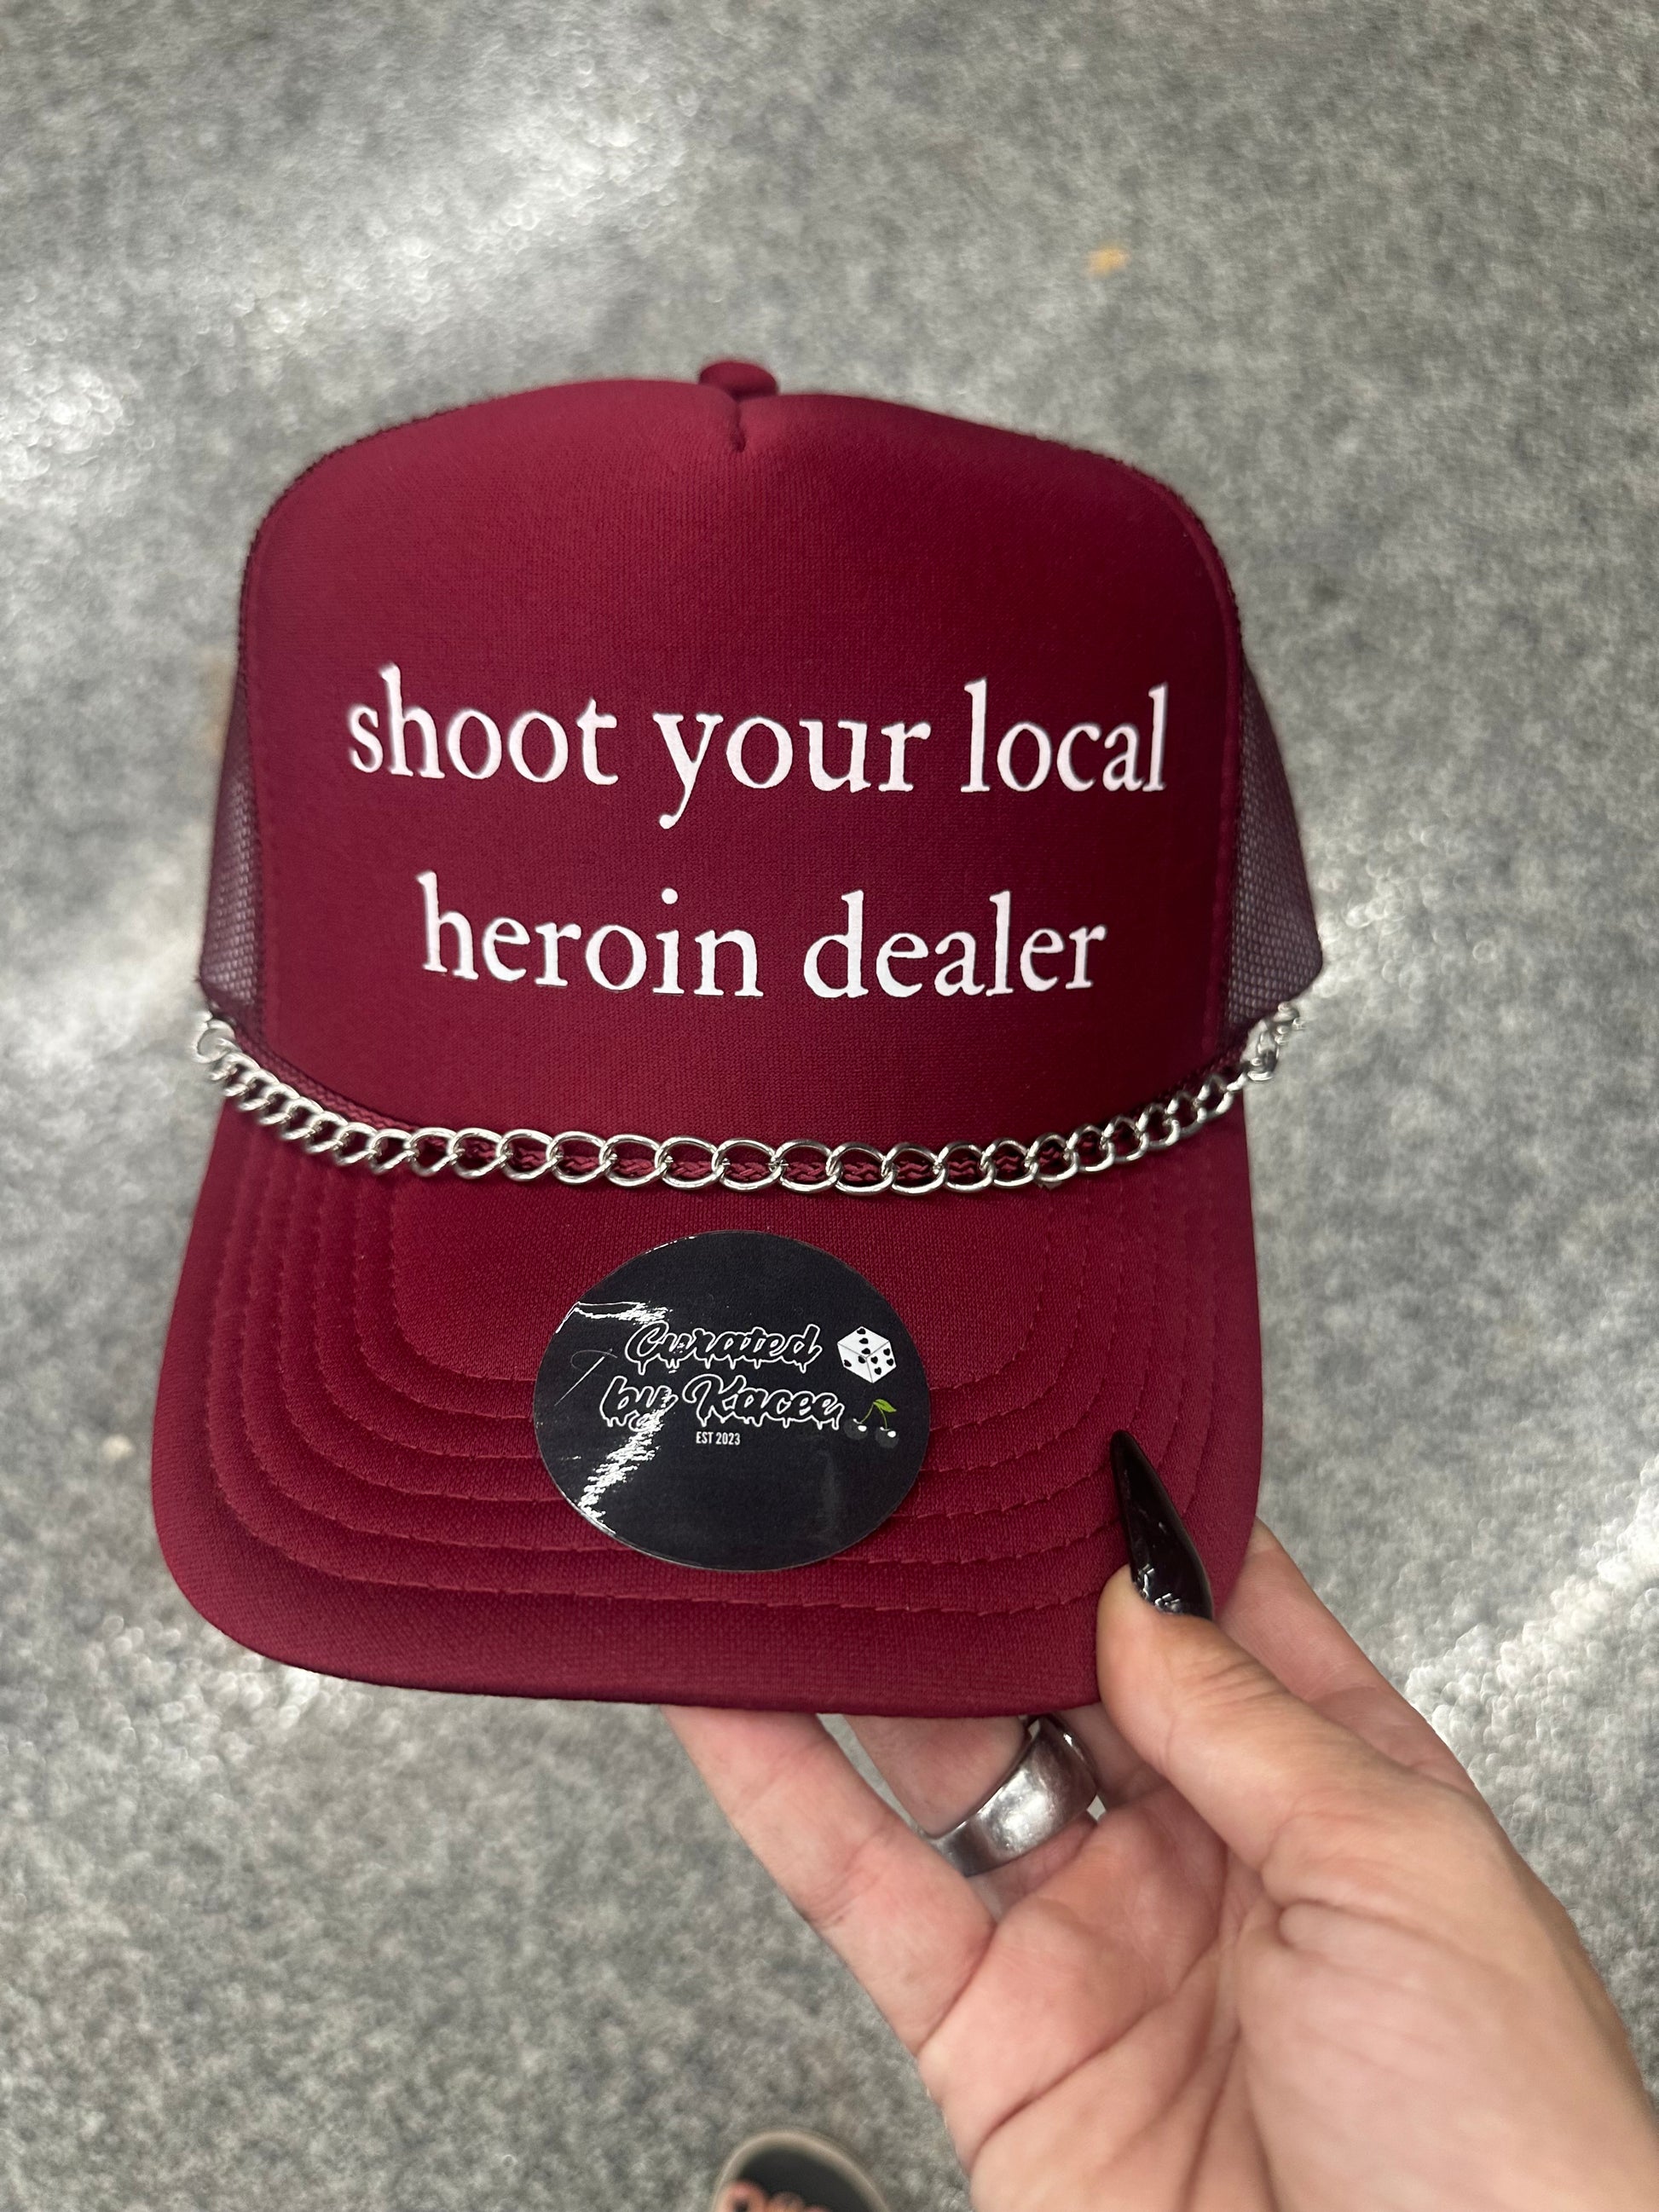 shoot your local
heroin dealer
Curated
by Kacee
EST 2023